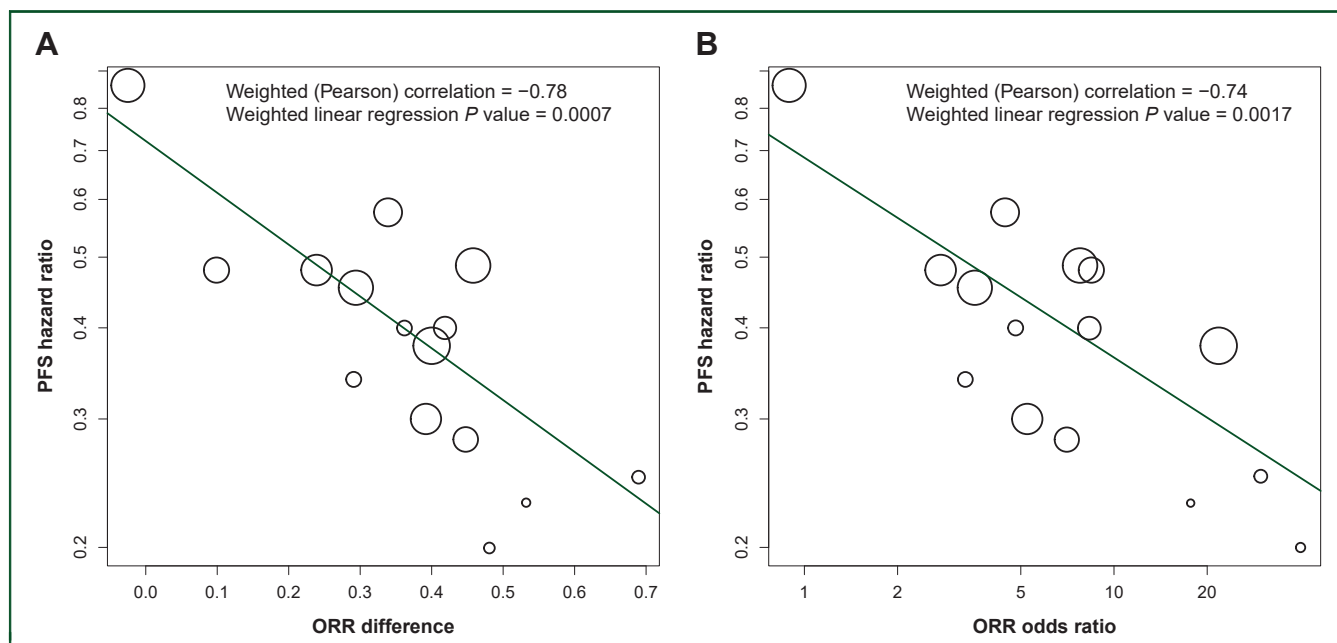 A
Weighted (Pearson) correlation = −0.78
Weighted linear regression P value = 0.0007
PFS hazard ratio
0.8
0.7
0.6
0.5
0.4
0.3
0.2
0.0 0.1 0.2 0.3 0.4 0.5 0.6 0.7
ORR difference
B
Weighted (Pearson) correlation = −0.74
Weighted linear regression P value = 0.0017
PFS hazard ratio
0.8
0.7
0.6
0.5
0.4
0.3
0.2
1 2 5 10 20
ORR odds ratio